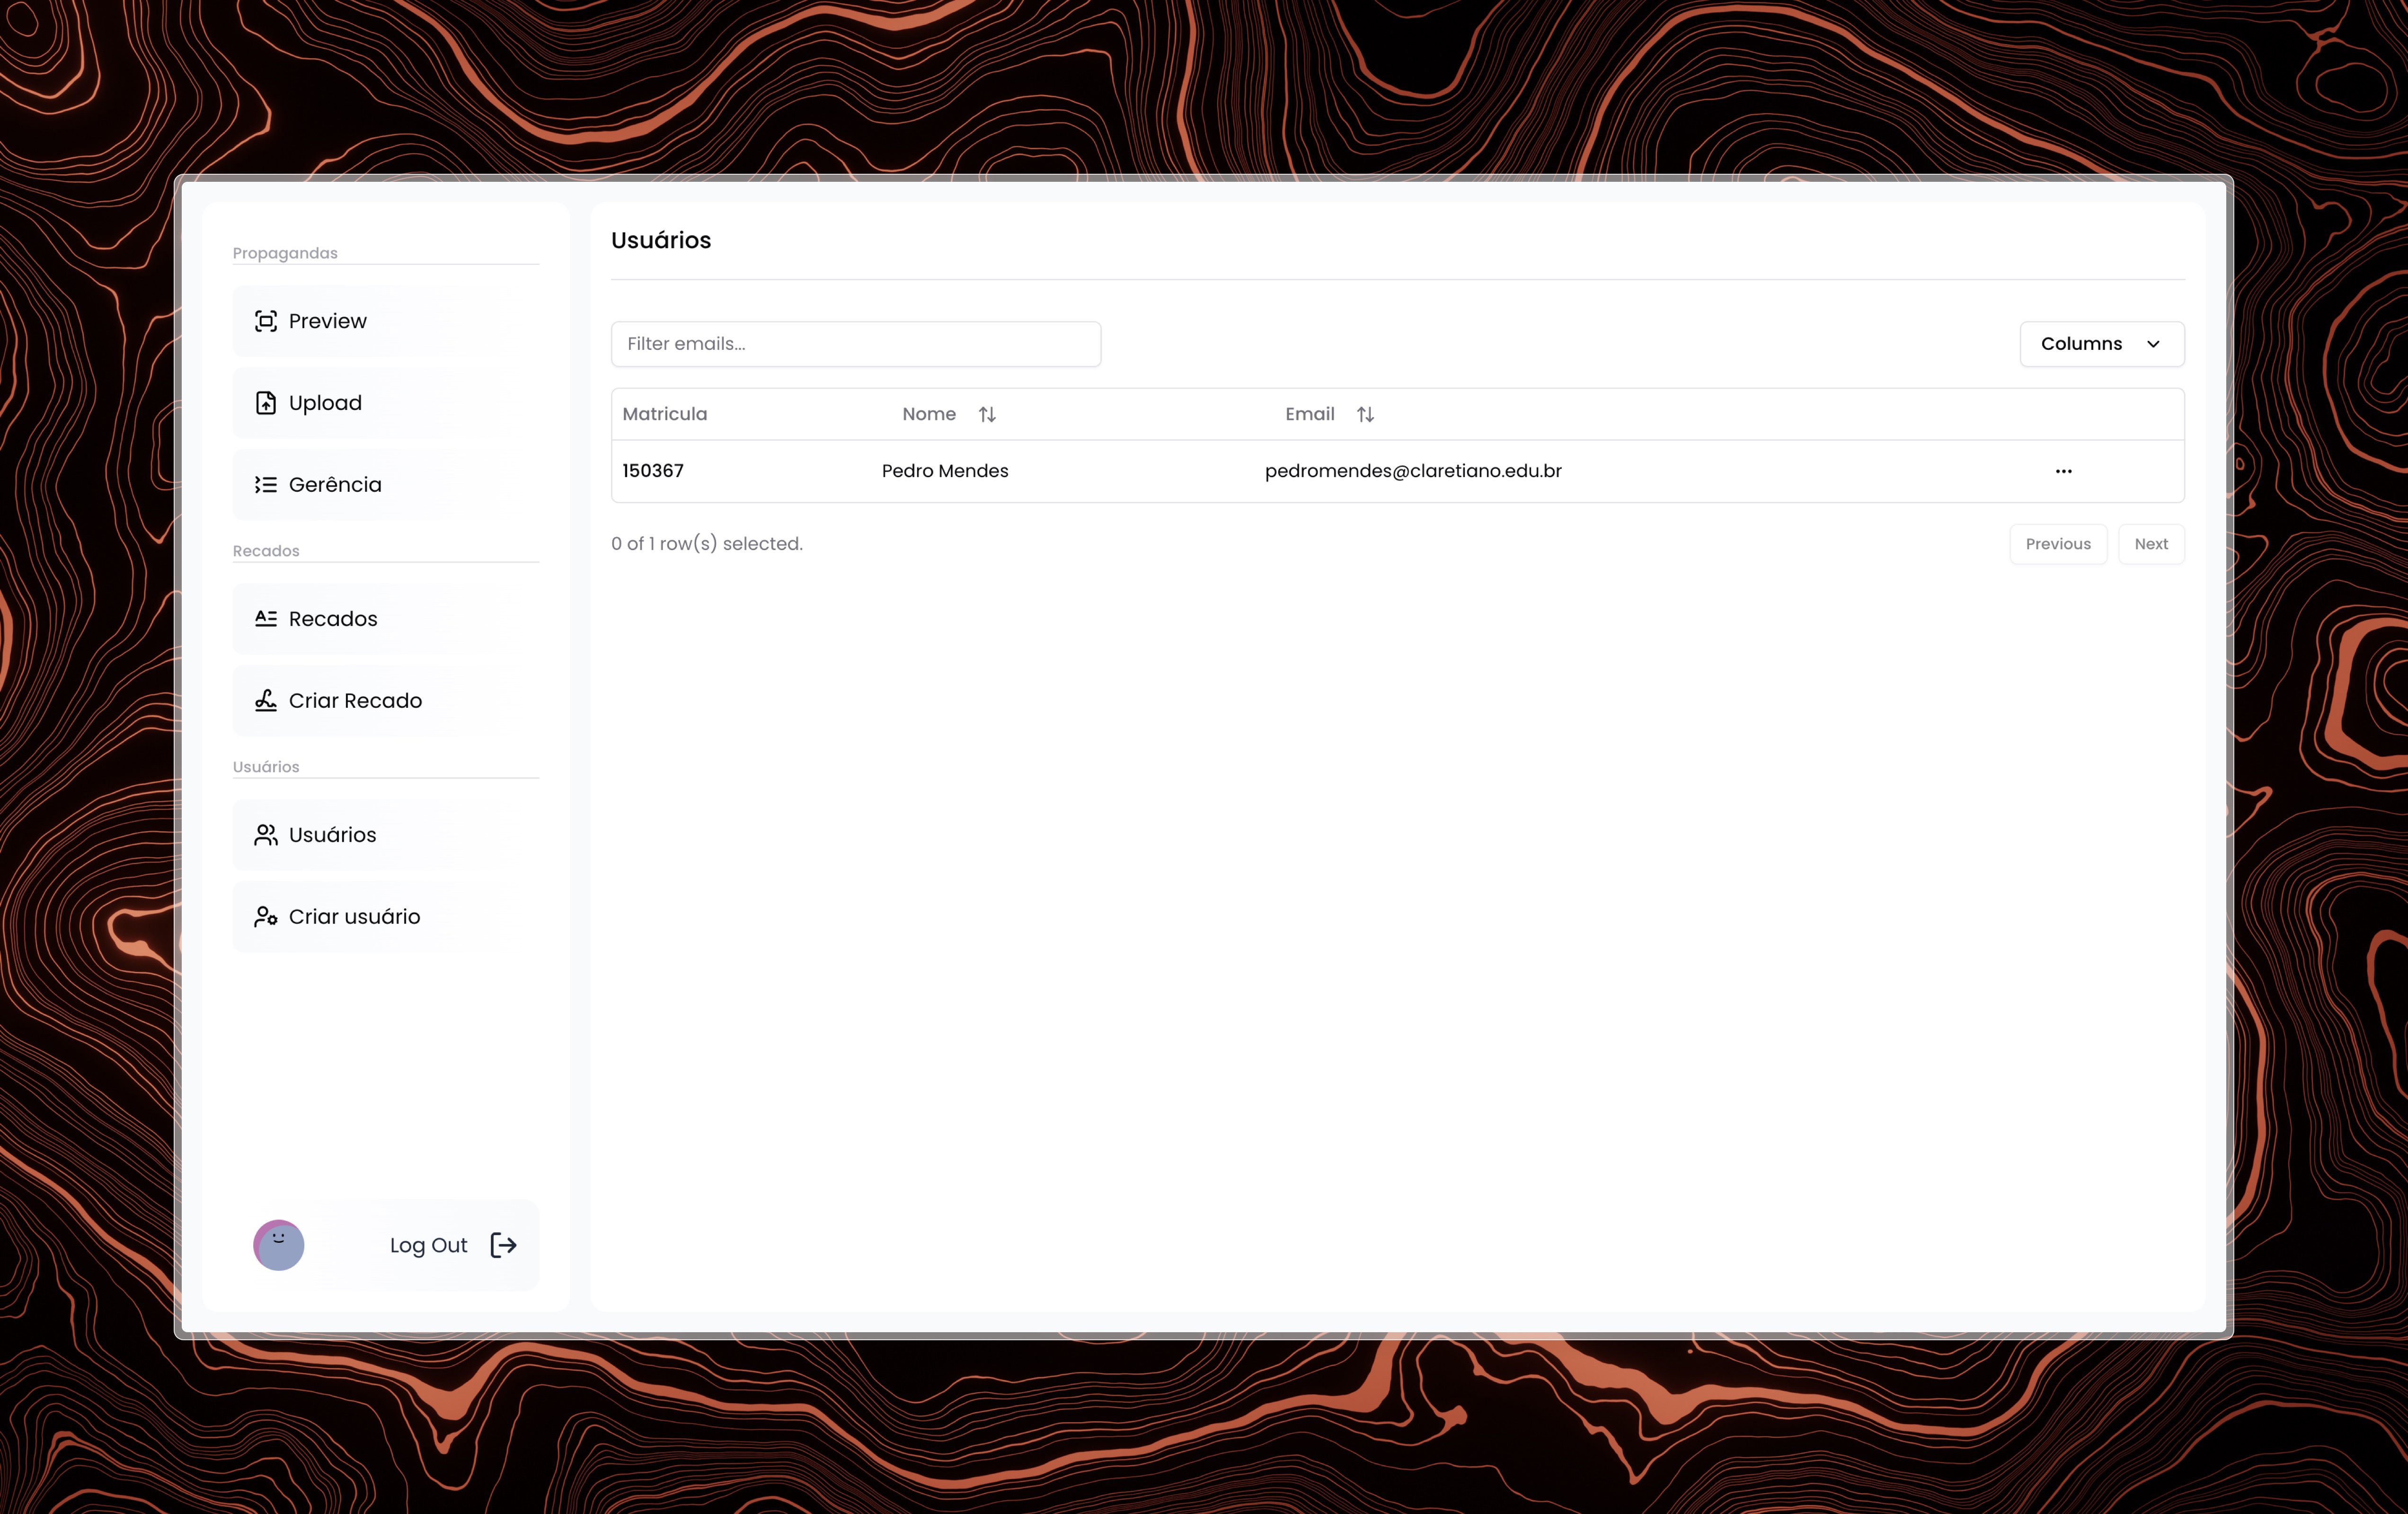 Propagandas
Preview
Upload
Gerência
Recados
Recados
Criar Recado
Usuários
Usuários
Criar usuário
Log Out
Usuários
Filter emails...
Columns
Matricula Nome Email
150367 Pedro Mendes pedromendes@claretiano.edu.br
0 of 1 row(s) selected.
Previous Next